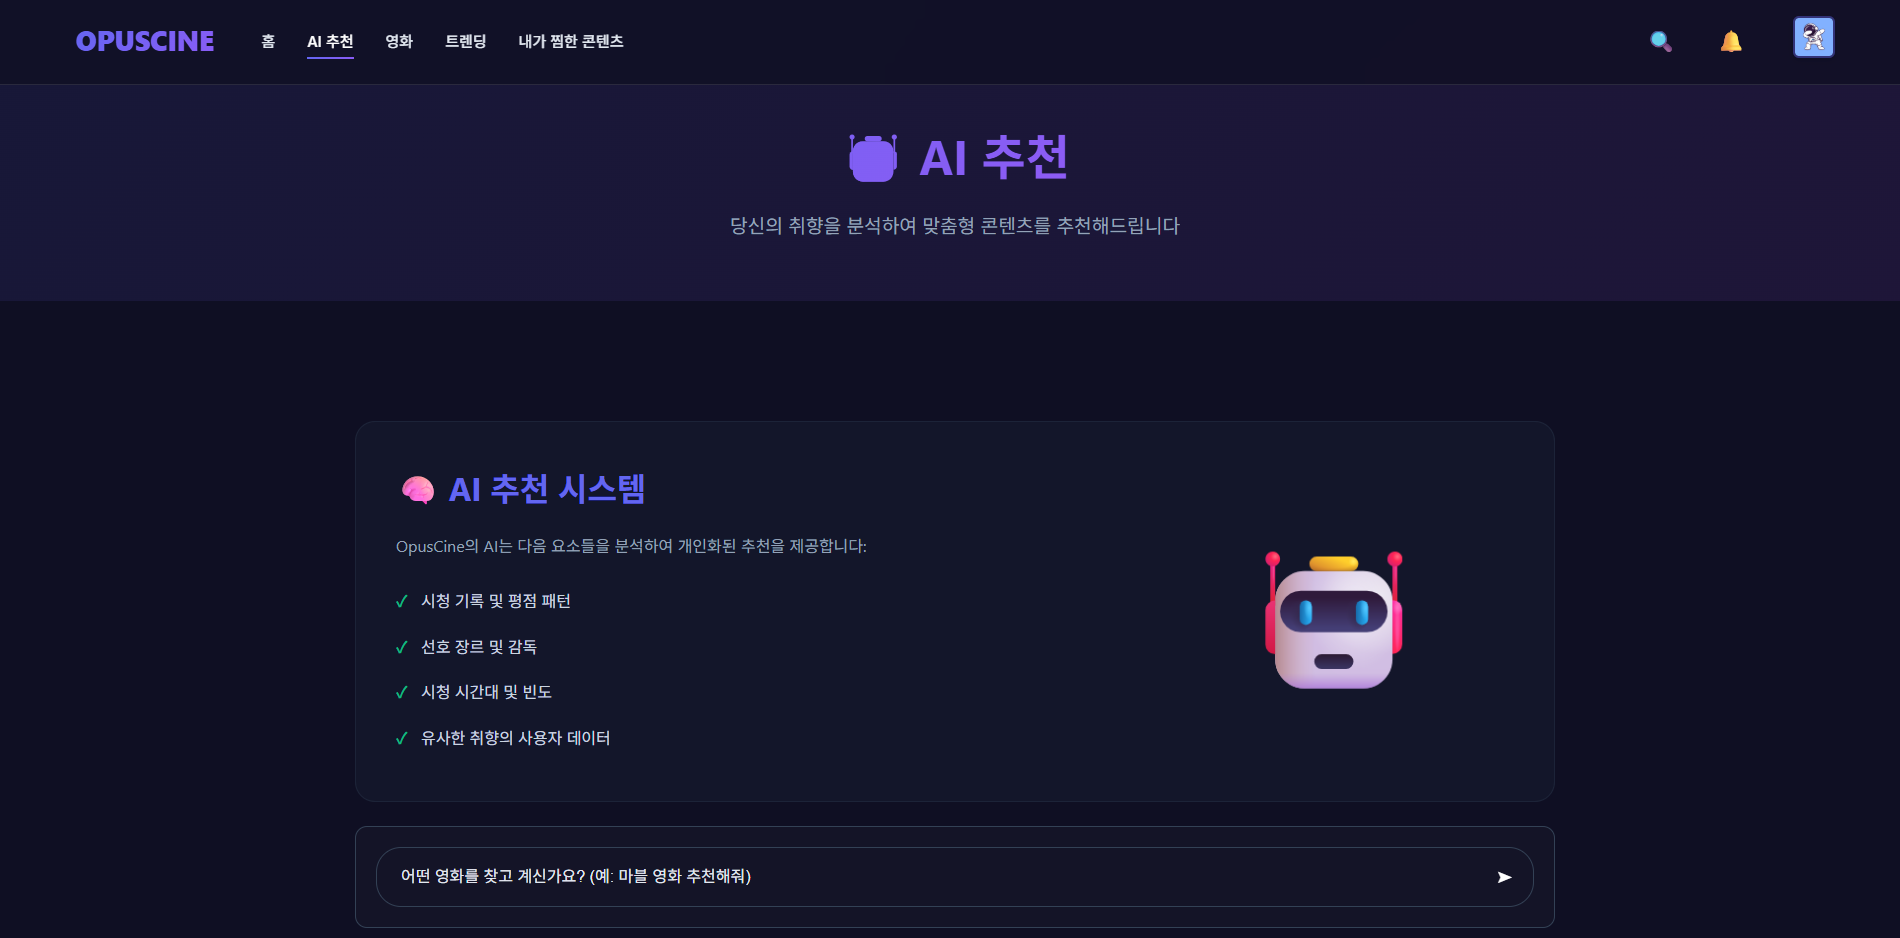 OPUSCINE
홈
AI 추천
영화
트렌딩
내가 찜한 콘텐츠
AI 추천
당신의 취향을 분석하여 맞춤형 콘텐츠를 추천해드립니다
AI 추천 시스템
OpusCine의 AI는 다음 요소들을 분석하여 개인화된 추천을 제공합니다:
✓ 시청 기록 및 평점 패턴
✓ 선호 장르 및 감독
✓ 시청 시간대 및 빈도
✓ 유사한 취향의 사용자 데이터
어떤 영화를 찾고 계신가요? (예: 마블 영화 추천해줘)